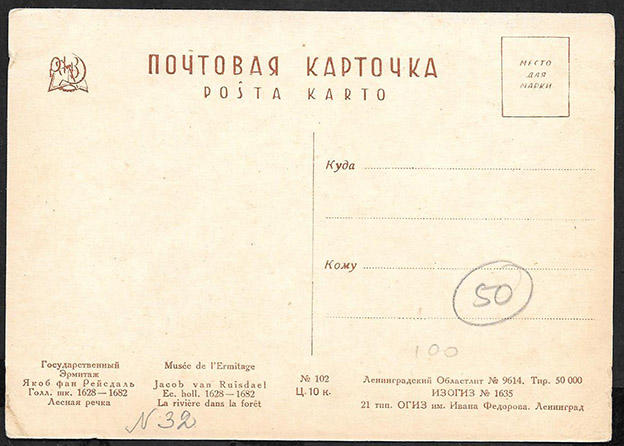 ПОЧТОВАЯ КАРТОЧКА
POŜTA KARTO
МЕСТО
ДЛЯ
МАРКИ
Куда
Кому
50
100
Государственный
Эрмитаж
Якоб фан Рейсдаль
Голл. шк. 1628—1682
Лесная речка
Musée de l'Ermitage
Jacob van Ruisdael
Ec. holl. 1628—1682
La rivière dans la forêt
№ 102
Ц. 10 к.
Ленинградский Областлит № 9614. Тир. 50 000
ИЗОГИЗ № 1635
21 тип. ОГИЗ им. Ивана Федорова. Ленинград
N 32